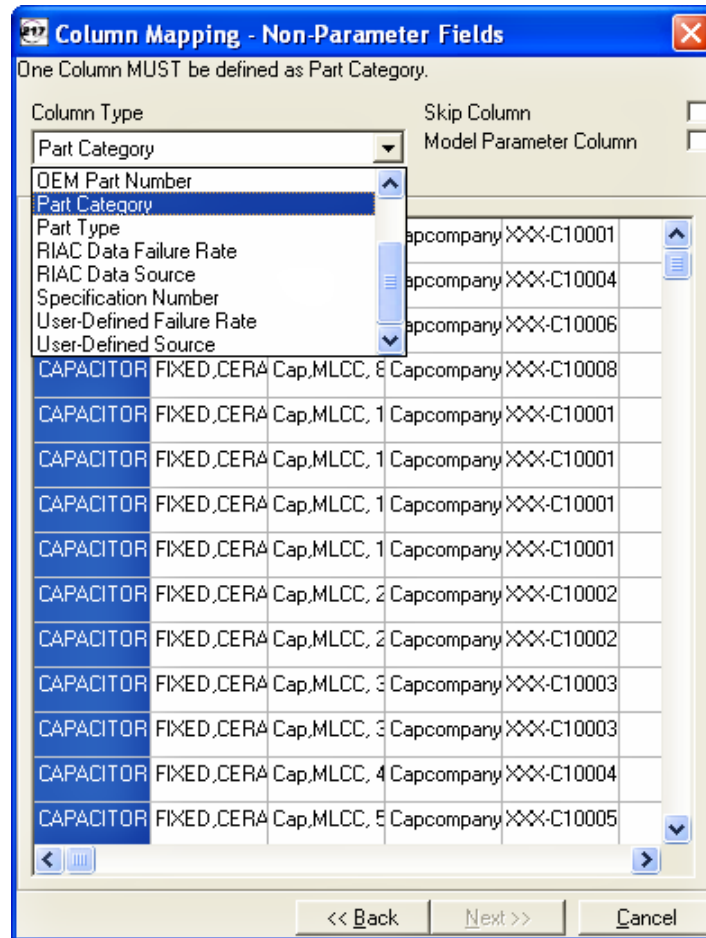 217 Column Mapping - Non-Parameter Fields
One Column MUST be defined as Part Category.
Column Type Skip Column
Part Category Model Parameter Column
OEM Part Number
Part Category
Part Type
RIAC Data Failure Rate
RIAC Data Source
Specification Number
User-Defined Failure Rate
User-Defined Source
apcompany XXX-C10001
apcompany XXX-C10004
apcompany XXX-C10006
CAPACITOR FIXED,CERA Cap,MLCC, 8 Capcompany XXX-C10008
CAPACITOR FIXED,CERA Cap,MLCC, 1 Capcompany XXX-C10001
CAPACITOR FIXED,CERA Cap,MLCC, 1 Capcompany XXX-C10001
CAPACITOR FIXED,CERA Cap,MLCC, 1 Capcompany XXX-C10001
CAPACITOR FIXED,CERA Cap,MLCC, 1 Capcompany XXX-C10001
CAPACITOR FIXED,CERA Cap,MLCC, 2 Capcompany XXX-C10002
CAPACITOR FIXED,CERA Cap,MLCC, 2 Capcompany XXX-C10002
CAPACITOR FIXED,CERA Cap,MLCC, 3 Capcompany XXX-C10003
CAPACITOR FIXED,CERA Cap,MLCC, 3 Capcompany XXX-C10003
CAPACITOR FIXED,CERA Cap,MLCC, 4 Capcompany XXX-C10004
CAPACITOR FIXED,CERA Cap,MLCC, 5 Capcompany XXX-C10005
<< Back Next >> Cancel